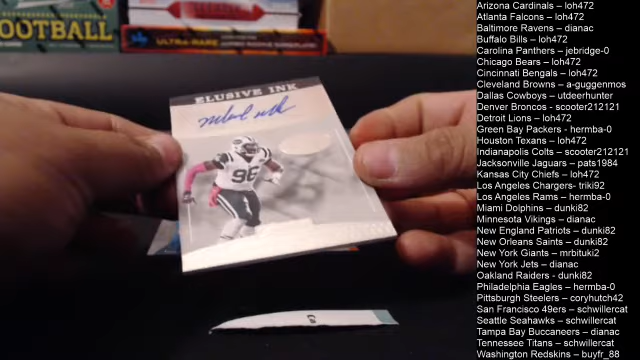 OOTBALL
ULTRA-RARE
ELUSIVE INK
96
Arizona Cardinals – loh472
Atlanta Falcons – loh472
Baltimore Ravens – dianac
Buffalo Bills – loh472
Carolina Panthers – jebridge-0
Chicago Bears – loh472
Cincinnati Bengals – loh472
Cleveland Browns – a-guggenmos
Dallas Cowboys – utdeerhunter
Denver Broncos - scooter212121
Detroit Lions – loh472
Green Bay Packers - hermba-0
Houston Texans – loh472
Indianapolis Colts – scooter212121
Jacksonville Jaguars – pats1984
Kansas City Chiefs – loh472
Los Angeles Chargers- triki92
Los Angeles Rams – hermba-0
Miami Dolphins – dunki82
Minnesota Vikings – dianac
New England Patriots – dunki82
New Orleans Saints – dunki82
New York Giants – mrbituki2
New York Jets – dianac
Oakland Raiders - dunki82
Philadelphia Eagles – hermba-0
Pittsburgh Steelers – coryhutch42
San Francisco 49ers – schwillercat
Seattle Seahawks – schwillercat
Tampa Bay Buccaneers – dianac
Tennessee Titans – schwillercat
Washington Redskins – buyfr_88